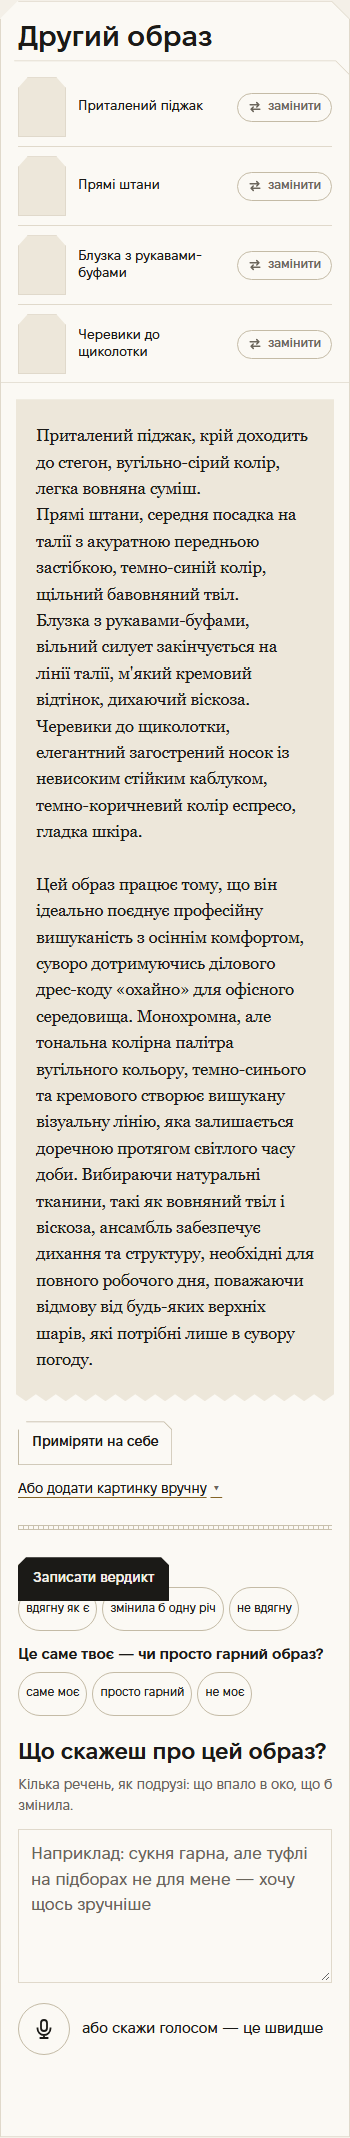 Другий образ
Приталений піджак
замінити
Прямі штани
замінити
Блузка з рукавами-
буфами
замінити
Черевики до
щиколотки
замінити
Приталений піджак, крій доходить
до стегон, вугільно-сірий колір,
легка вовняна суміш.
Прямі штани, середня посадка на
талії з акуратною передньою
застібкою, темно-синій колір,
щільний бавовняний твіл.
Блузка з рукавами-буфами,
вільний силует закінчується на
лінії талії, м'який кремовий
відтінок, дихаючий віскоза.
Черевики до щиколотки,
елегантний загострений носок із
невисоким стійким каблуком,
темно-коричневий колір еспресо,
гладка шкіра.
Цей образ працює тому, що він
ідеально поєднує професійну
вишуканість з осіннім комфортом,
суворо дотримуючись ділового
дрес-коду «охайно» для офісного
середовища. Монохромна, але
тональна колірна палітра
вугільного кольору, темно-синього
та кремового створює вишукану
візуальну лінію, яка залишається
доречною протягом світлого часу
доби. Вибираючи натуральні
тканини, такі як вовняний твіл і
віскоза, ансамбль забезпечує
дихання та структуру, необхідні для
повного робочого дня, поважаючи
відмову від будь-яких верхніх
шарів, які потрібні лише в сувору
погоду.
Приміряти на себе
Або додати картинку вручну
Записати вердикт
вдягну як є
змінила б одну річ
не вдягну
Це саме твоє — чи просто гарний образ?
саме моє
просто гарний
не моє
Що скажеш про цей образ?
Кілька речень, як подрузі: що впало в око, що б
змінила.
Наприклад: сукня гарна, але туфлі
на підборах не для мене — хочу
щось зручніше
або скажи голосом — це швидше